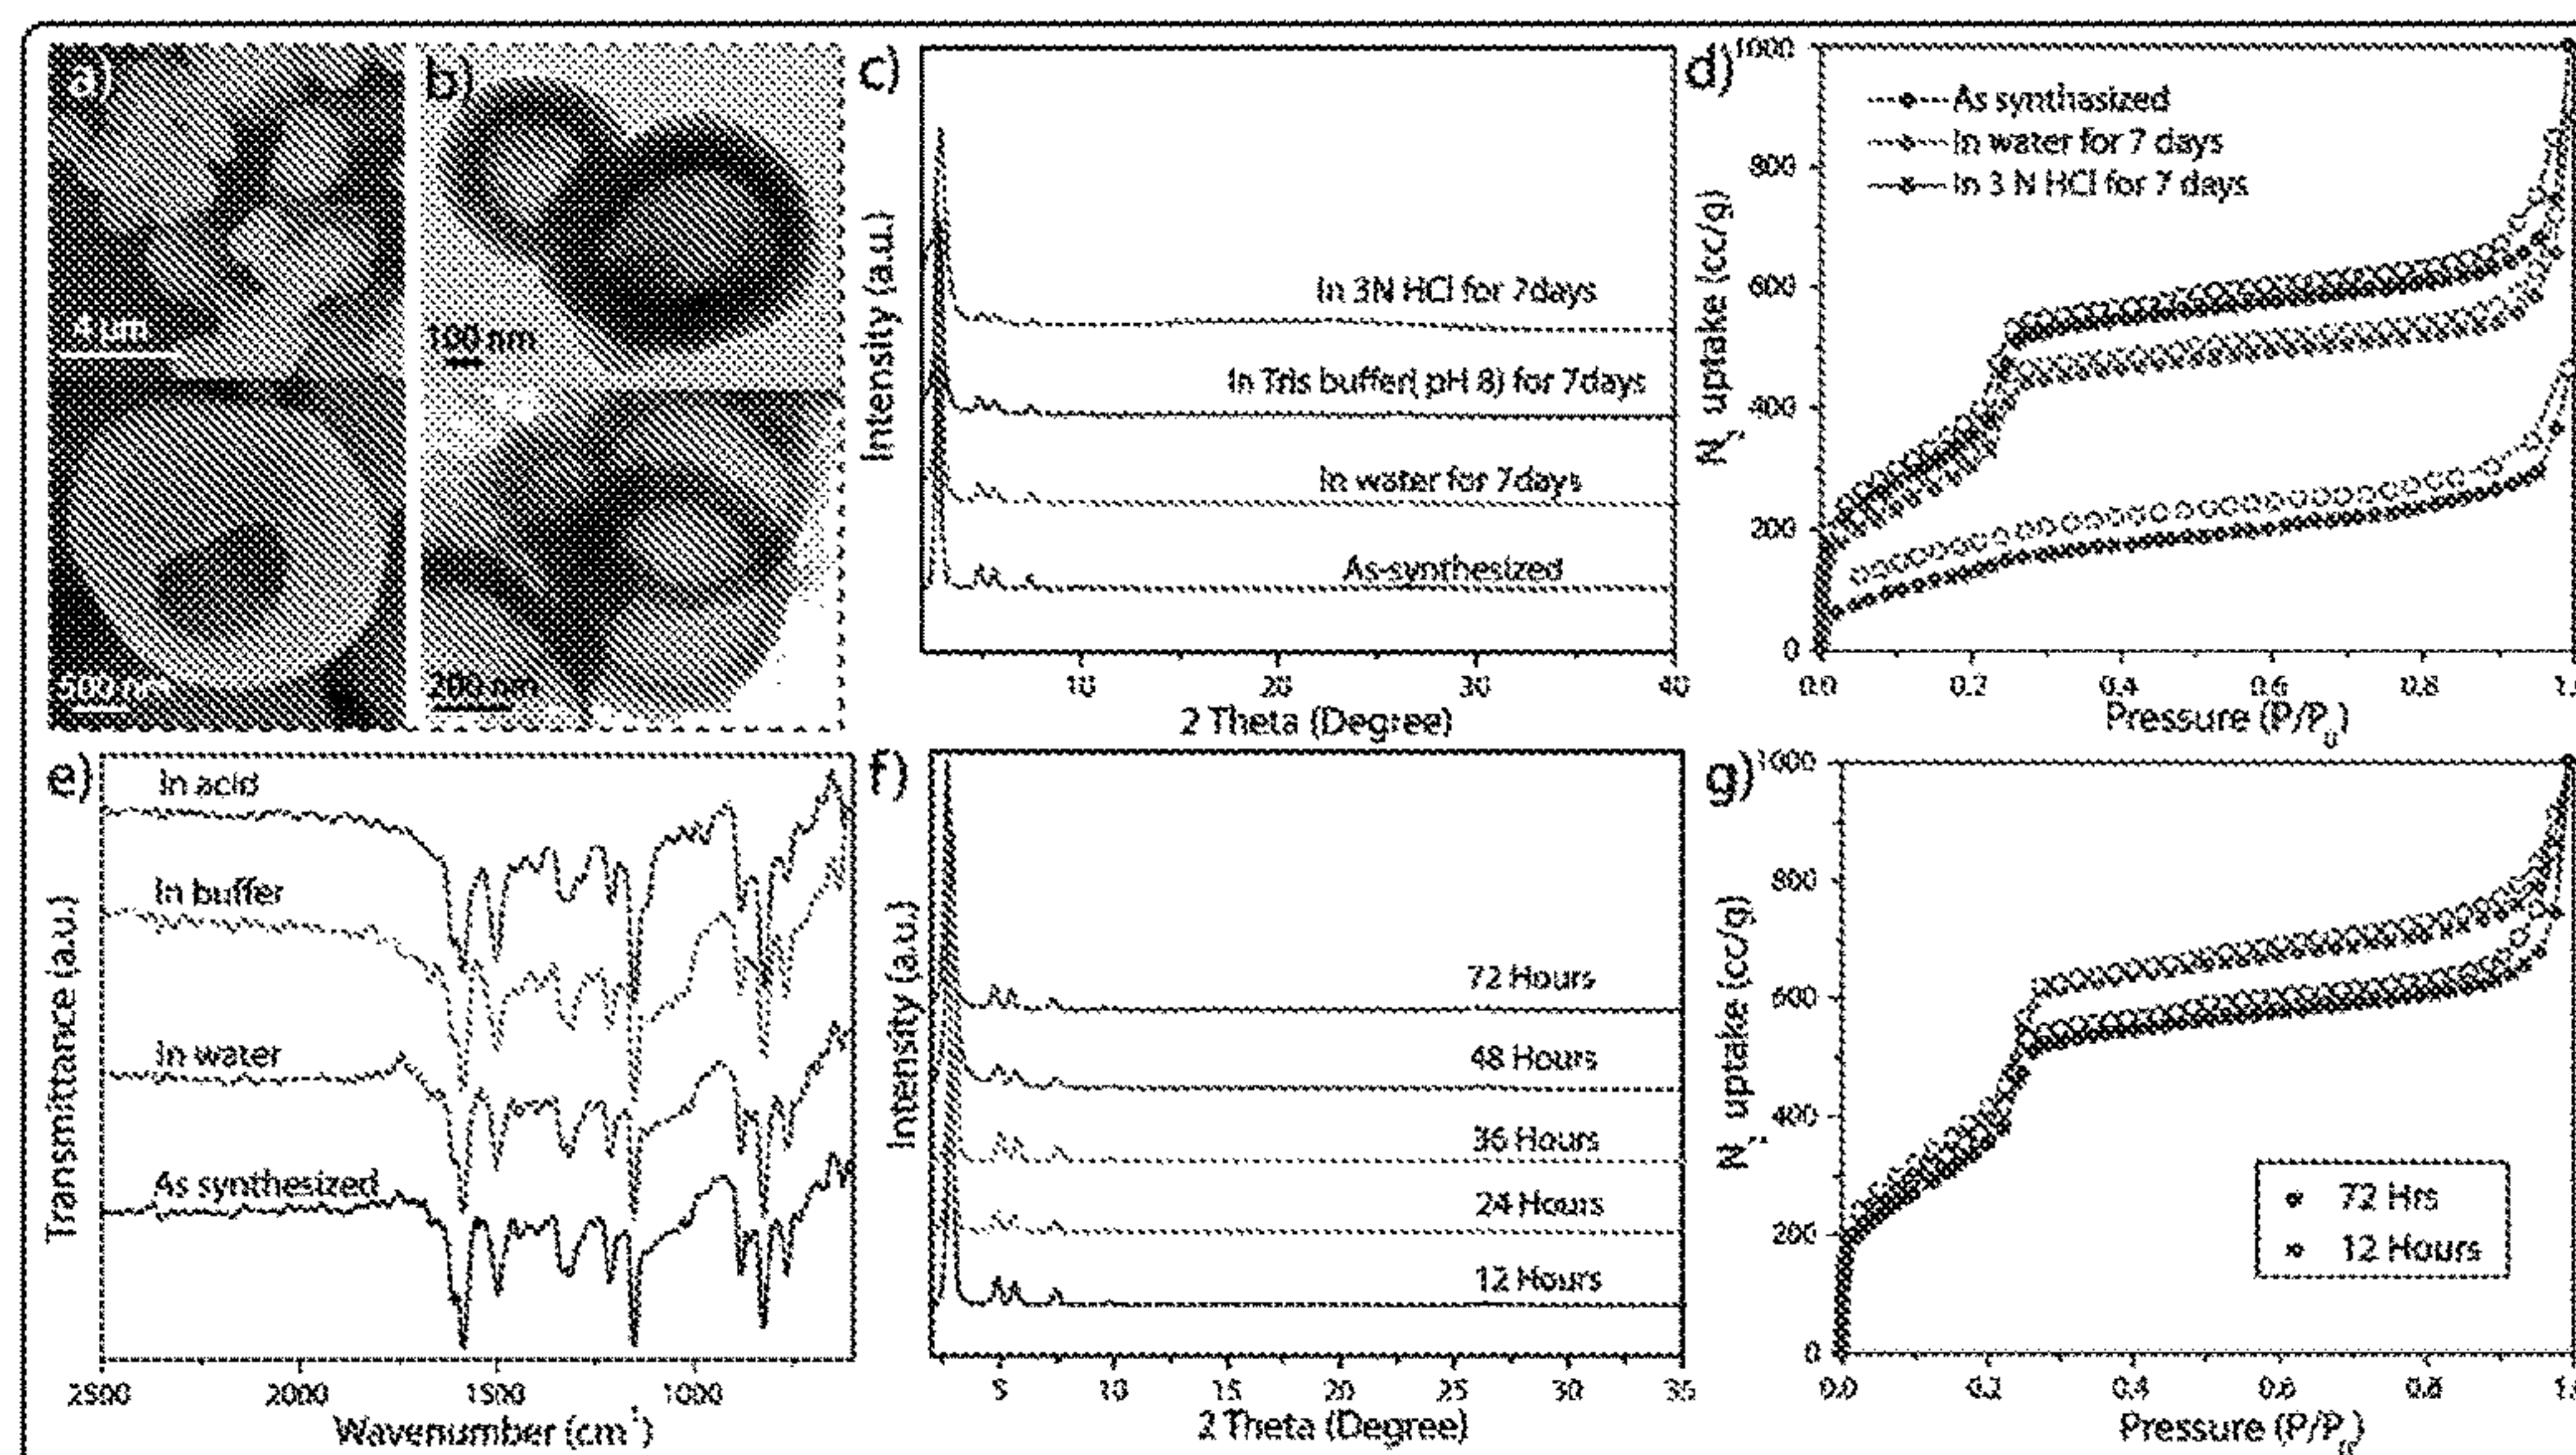 a)
4 um
500 nm
b)
100 nm
200 nm
c)
Intensity (a.u.)
In 3N HCl for 7days
In Tris buffer( pH 8) for 7days
In water for 7days
As-synthesized
10 20 30 40
2 Theta (Degree)
d)
N₂ uptake (cc/g)
1000
800
600
400
200
0
As synthasized
In water for 7 days
In 3 N HCl for 7 days
0.0 0.2 0.4 0.6 0.8
Pressure (P/P₀)
e)
Transmittance (a.u.)
In acid
In buffer
In water
As synthesized
2500 2000 1500 1000
Wavenumber (cm⁻¹)
f)
Intensity (a.u.)
72 Hours
48 Hours
36 Hours
24 Hours
12 Hours
5 10 15 20 25 30 35
2 Theta (Degree)
g)
N₂ uptake (cc/g)
1000
800
600
400
200
0
72 Hrs
12 Hours
0.0 0.2 0.4 0.6 0.8
Pressure (P/P₀)